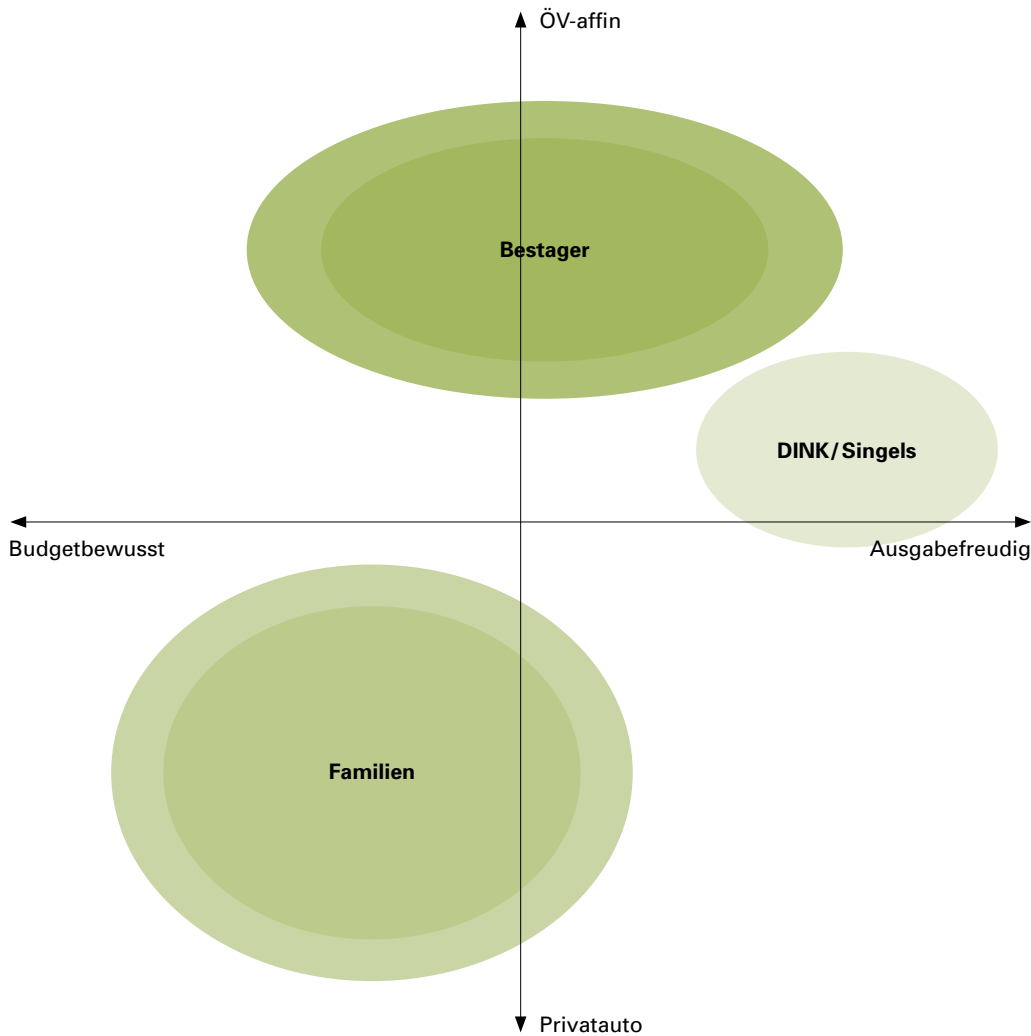 ÖV-affin
Bestager
DINK/Singels
Budgetbewusst
Ausgabefreudig
Familien
Privatauto